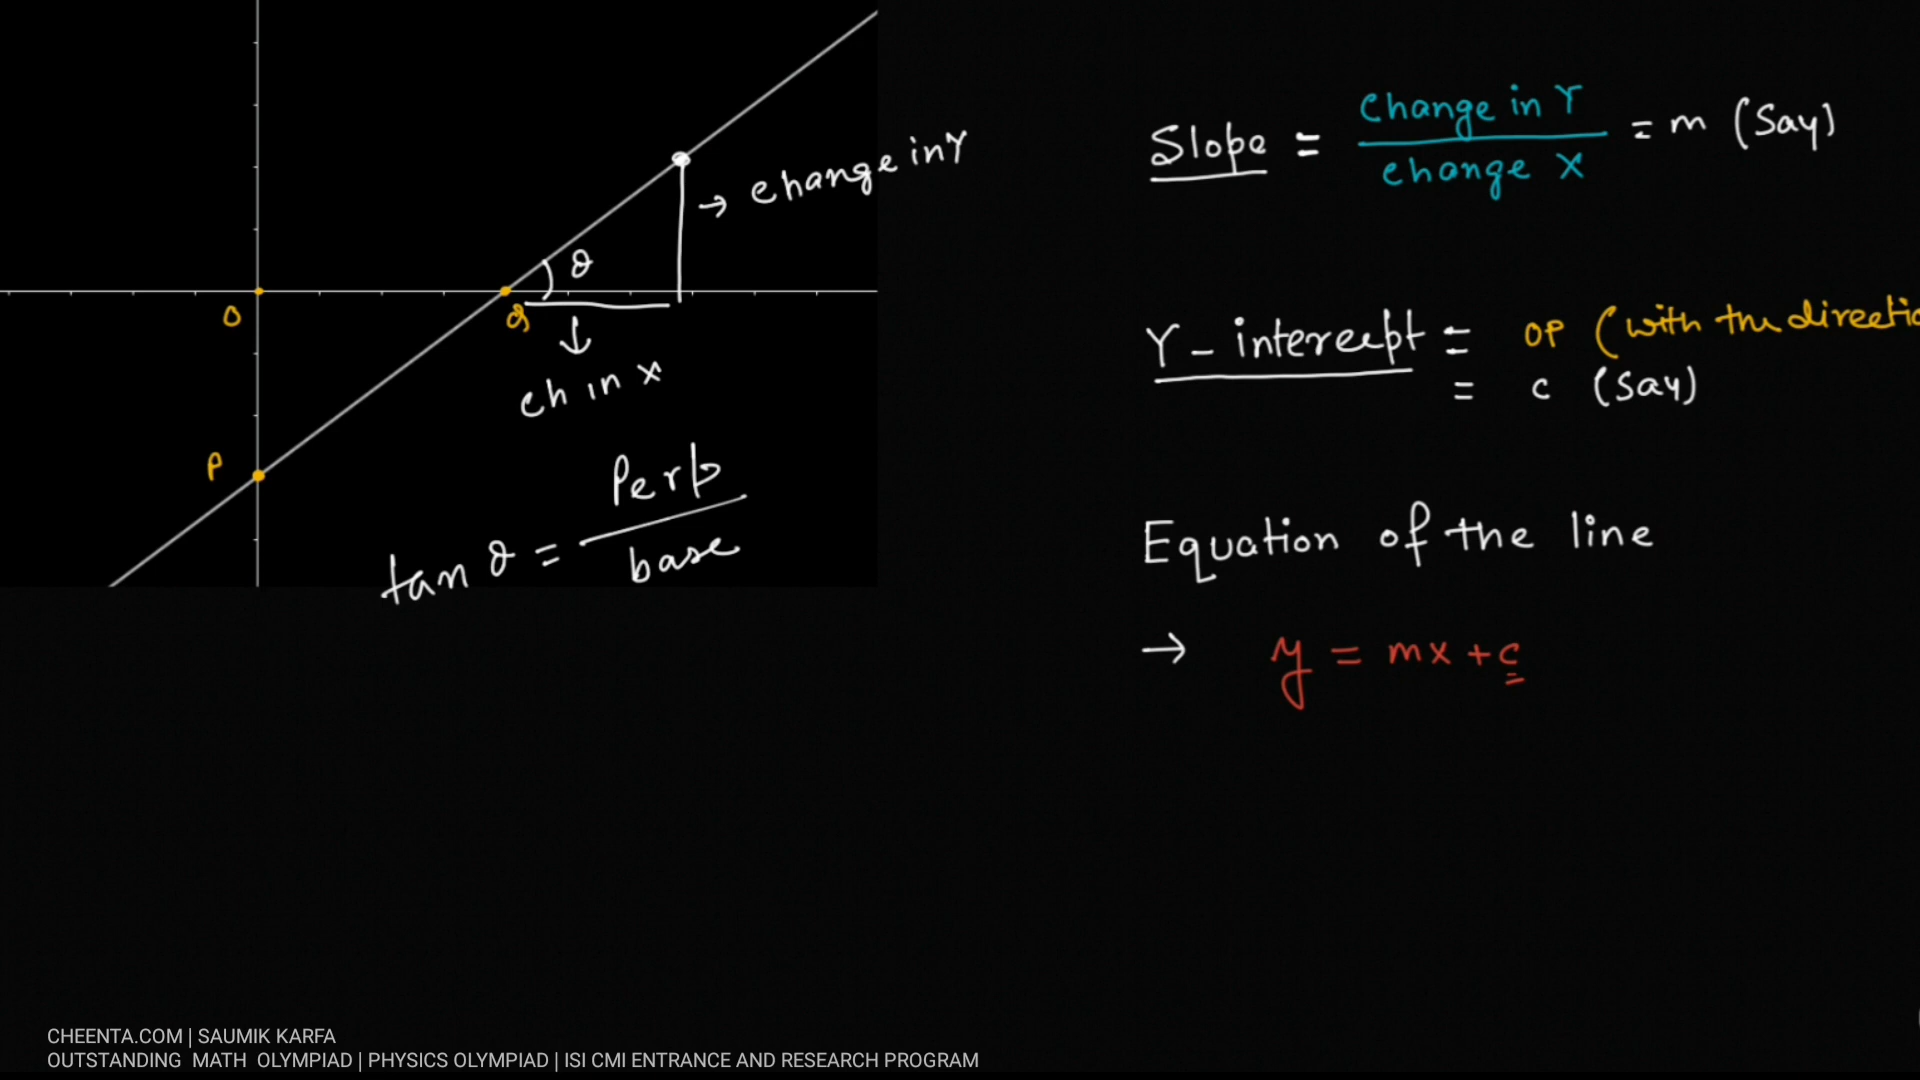 Slope = change in Y / change X = m (Say)
→ change in Y
θ
O
Q
↓
ch in x
Y-intercept = OP (with the directio
= c (Say)
P
tan θ = Perp / base
Equation of the line
→ y = mx + c
CHEENTA.COM | SAUMIK KARFA
OUTSTANDING MATH OLYMPIAD | PHYSICS OLYMPIAD | ISI CMI ENTRANCE AND RESEARCH PROGRAM